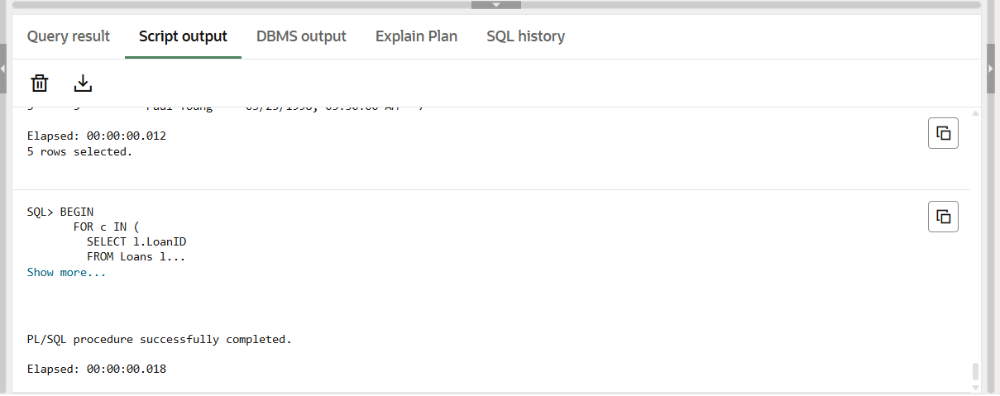 Query result Script output DBMS output Explain Plan SQL history
Paul Young
Elapsed: 00:00:00.012
5 rows selected.
SQL> BEGIN
FOR c IN (
SELECT l.LoanID
FROM Loans l...
Show more...
PL/SQL procedure successfully completed.
Elapsed: 00:00:00.018